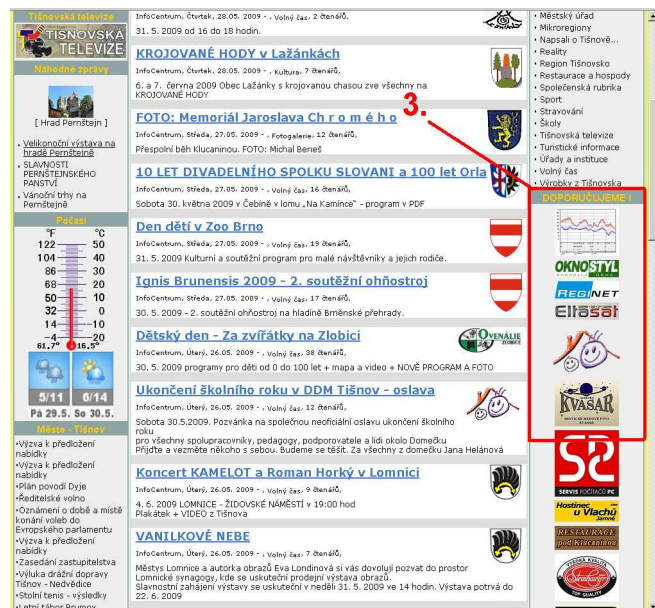 Tišnovská televize
TIŠNOVSKÁ
TELEVIZE
Náhodné zprávy
[ Hrad Pernštejn ]
Velikonoční výstava na
hradě Pernštejně
SLAVNOSTI
PERNŠTEJNSKÉHO
PANSTVÍ
Vánoční trhy na
Pernštejně
Počasí
°F °C
122 50
104 40
86 30
68 20
50 10
32 0
14 -10
-4 -20
61,7° 16,5°
5/11 6/14
Pá 29.5. So 30.5.
Město - Tišnov
•Výzva k předložení
nabídky
•Výzva k předložení
nabídky
•Plán povodí Dyje
•Ředitelské volno
•Oznámení o době a místě
konání voleb do
Evropského parlamentu
•Výzva k předložení
nabídky
•Zasedání zastupitelstva
•Výluka drážní dopravy
Tišnov - Nedvědice
•Stolní tenis - výsledky
•Letní tábor Brumov
InfoCentrum, Čtvrtek, 28.05. 2009 - , Volný čas, 2 čtenářů,
31. 5. 2009 od 16 do 18 hodin.
KROJOVANÉ HODY v Lažánkách
InfoCentrum, Čtvrtek, 28.05. 2009 - , Kultura, 7 čtenářů,
6. a 7. června 2009 Obec Lažánky s krojovanou chasou zve všechny na
KROJOVANÉ HODY
FOTO: Memoriál Jaroslava Ch r o m é h o
InfoCentrum, Středa, 27.05. 2009 - , Fotogalerie, 12 čtenářů,
Přespolní běh Klucaninou. FOTO: Michal Beneš
10 LET DIVADELNÍHO SPOLKU SLOVANI a 100 let Orla
InfoCentrum, Středa, 27.05. 2009 - , Volný čas, 16 čtenářů,
Sobota 30. května 2009 v Čebíně v lomu „Na Kamince" - program v PDF
Den dětí v Zoo Brno
InfoCentrum, Středa, 27.05. 2009 - , Volný čas, 19 čtenářů,
31. 5. 2009 Kulturní a soutěžní program pro malé návštěvníky a jejich rodiče.
Ignis Brunensis 2009 - 2. soutěžní ohňostroj
InfoCentrum, Středa, 27.05. 2009 - , Volný čas, 17 čtenářů,
30. 5. 2009 - 2. soutěžní ohňostroj na hladině Brněnské přehrady.
Dětský den - Za zvířátky na Zlobici
InfoCentrum, Úterý, 26.05. 2009 - , Volný čas, 38 čtenářů,
OVENÁLIE
ZLOBICE
30. 5. 2009 programy pro děti od 0 do 100 let + mapa a video + NOVĚ PROGRAM A FOTO
Ukončení školního roku v DDM Tišnov - oslava
InfoCentrum, Úterý, 26.05. 2009 - , Volný čas, 12 čtenářů,
Sobota 30.5.2009. Pozvánka na společnou neoficiální oslavu ukončení školního
roku
pro všechny spolupracovníky, pedagogy, podporovatele a lidi okolo Domečku
Přijďte a vezměte někoho s sebou. Budeme se těšit. Za všechny z domečku Jana Helánová
Koncert KAMELOT a Roman Horký v Lomnici
InfoCentrum, Úterý, 26.05. 2009 - , Volný čas, 9 čtenářů,
4. 6. 2009 LOMNICE - ŽIDOVSKÉ NÁMĚSTÍ v 19:00 hod
Plakátek + VIDEO z Tišnova
VANILKOVÉ NEBE
InfoCentrum, Úterý, 26.05. 2009 - , Volný čas, 7 čtenářů,
Městys Lomnice a autorka obrazů Eva Londinová si vás dovolují pozvat do prostor
Lomnické synagogy, kde se uskuteční prodejní výstava obrazů.
Slavnostní zahájení výstavy se uskuteční v neděli 31. 5. 2009 ve 14 hodin. Výstava potrvá do
22. 6. 2009
3.
• Městský úřad
• Mikroregiony
• Napsali o Tišnově...
• Reality
• Region Tišnovsko
• Restaurace a hospody
• Společenská rubrika
• Sport
• Stravování
• Školy
• Tišnovská televize
• Turistické informace
• Úřady a instituce
• Volný čas
• Výrobky z Tišnovska
DOPORUČUJEME !
OKNOSTYL
REGINET
Eltasat
KVASAR
SERVIS POČÍTAČŮ PC
Hostinec
u Vlachů
Jamné
RESTAURACE
pod Klucaninou
VYSOKÁ KVALITA
TOP QUALITY